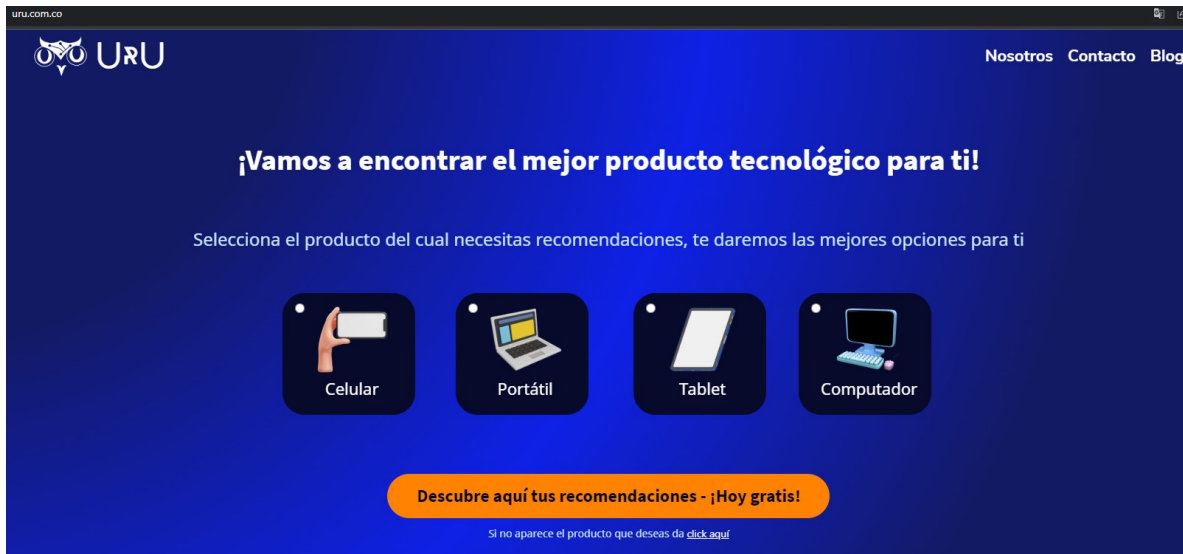 uru.com.co
URU
Nosotros Contacto Blog
¡Vamos a encontrar el mejor producto tecnológico para ti!
Selecciona el producto del cual necesitas recomendaciones, te daremos las mejores opciones para ti
Celular Portátil Tablet Computador
Descubre aquí tus recomendaciones - ¡Hoy gratis!
Si no aparece el producto que deseas da click aquí